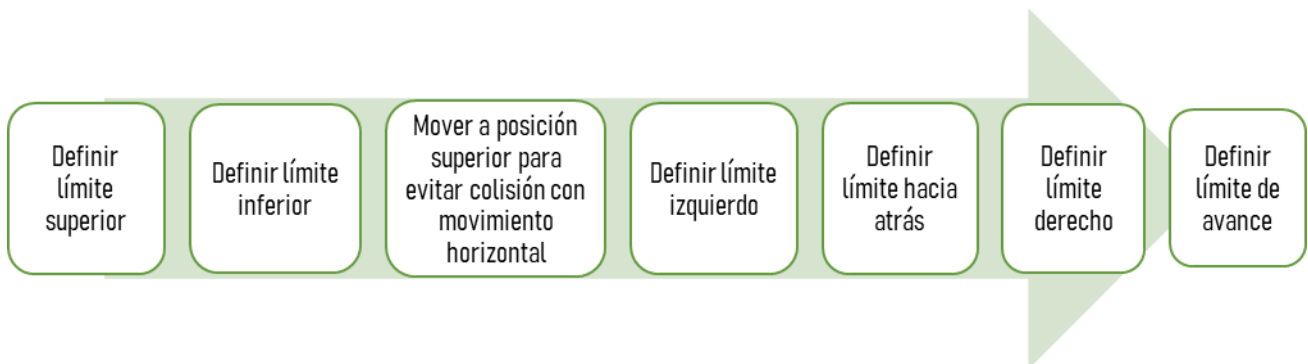 Definir
límite
superior
Definir límite
inferior
Mover a posición
superior para
evitar colisión con
movimiento
horizontal
Definir límite
izquierdo
Definir
límite hacia
atrás
Definir
límite
derecho
Definir
límite de
avance